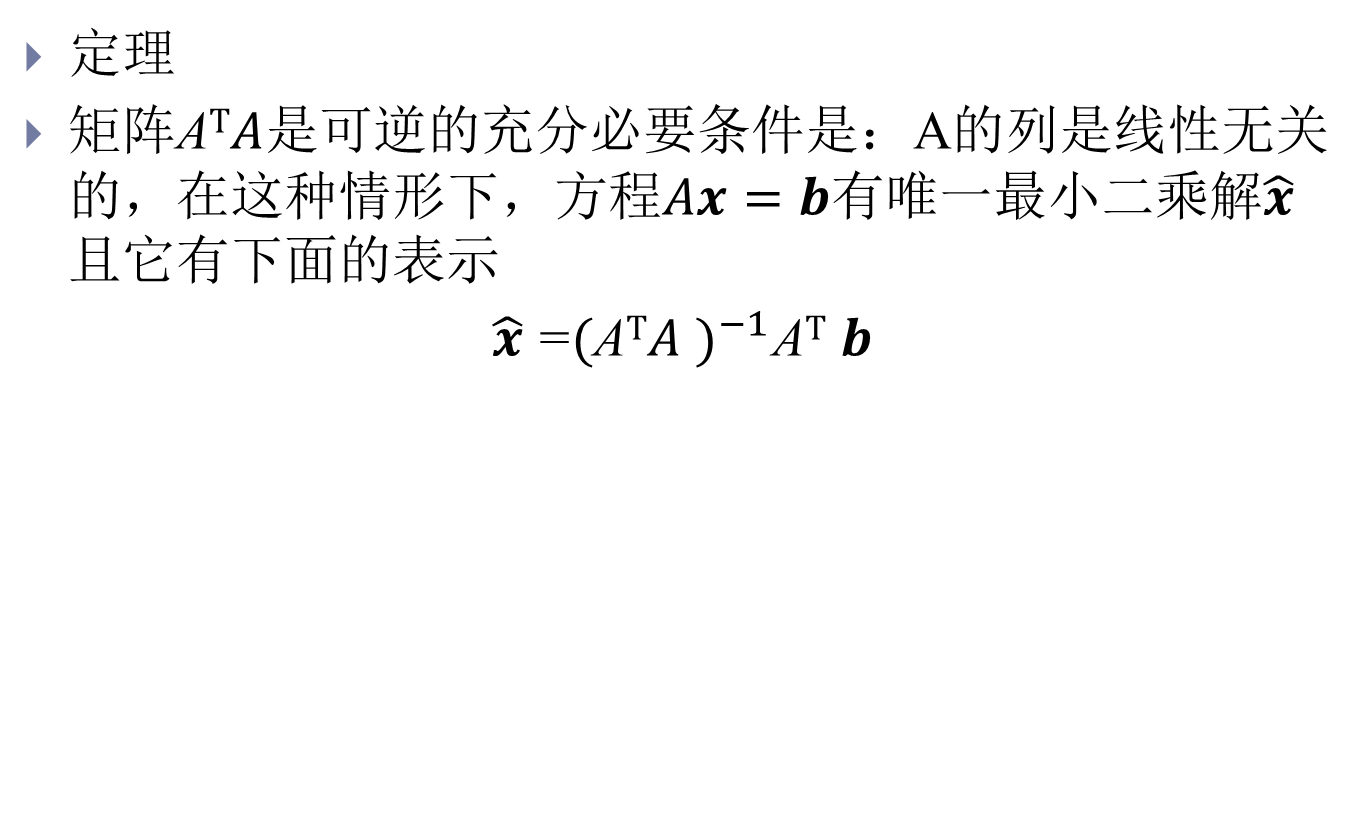 定理
矩阵AᵀA是可逆的充分必要条件是：A的列是线性无关
的，在这种情形下，方程Ax = b有唯一最小二乘解x̂
且它有下面的表示
x̂ =(AᵀA )⁻¹Aᵀ b